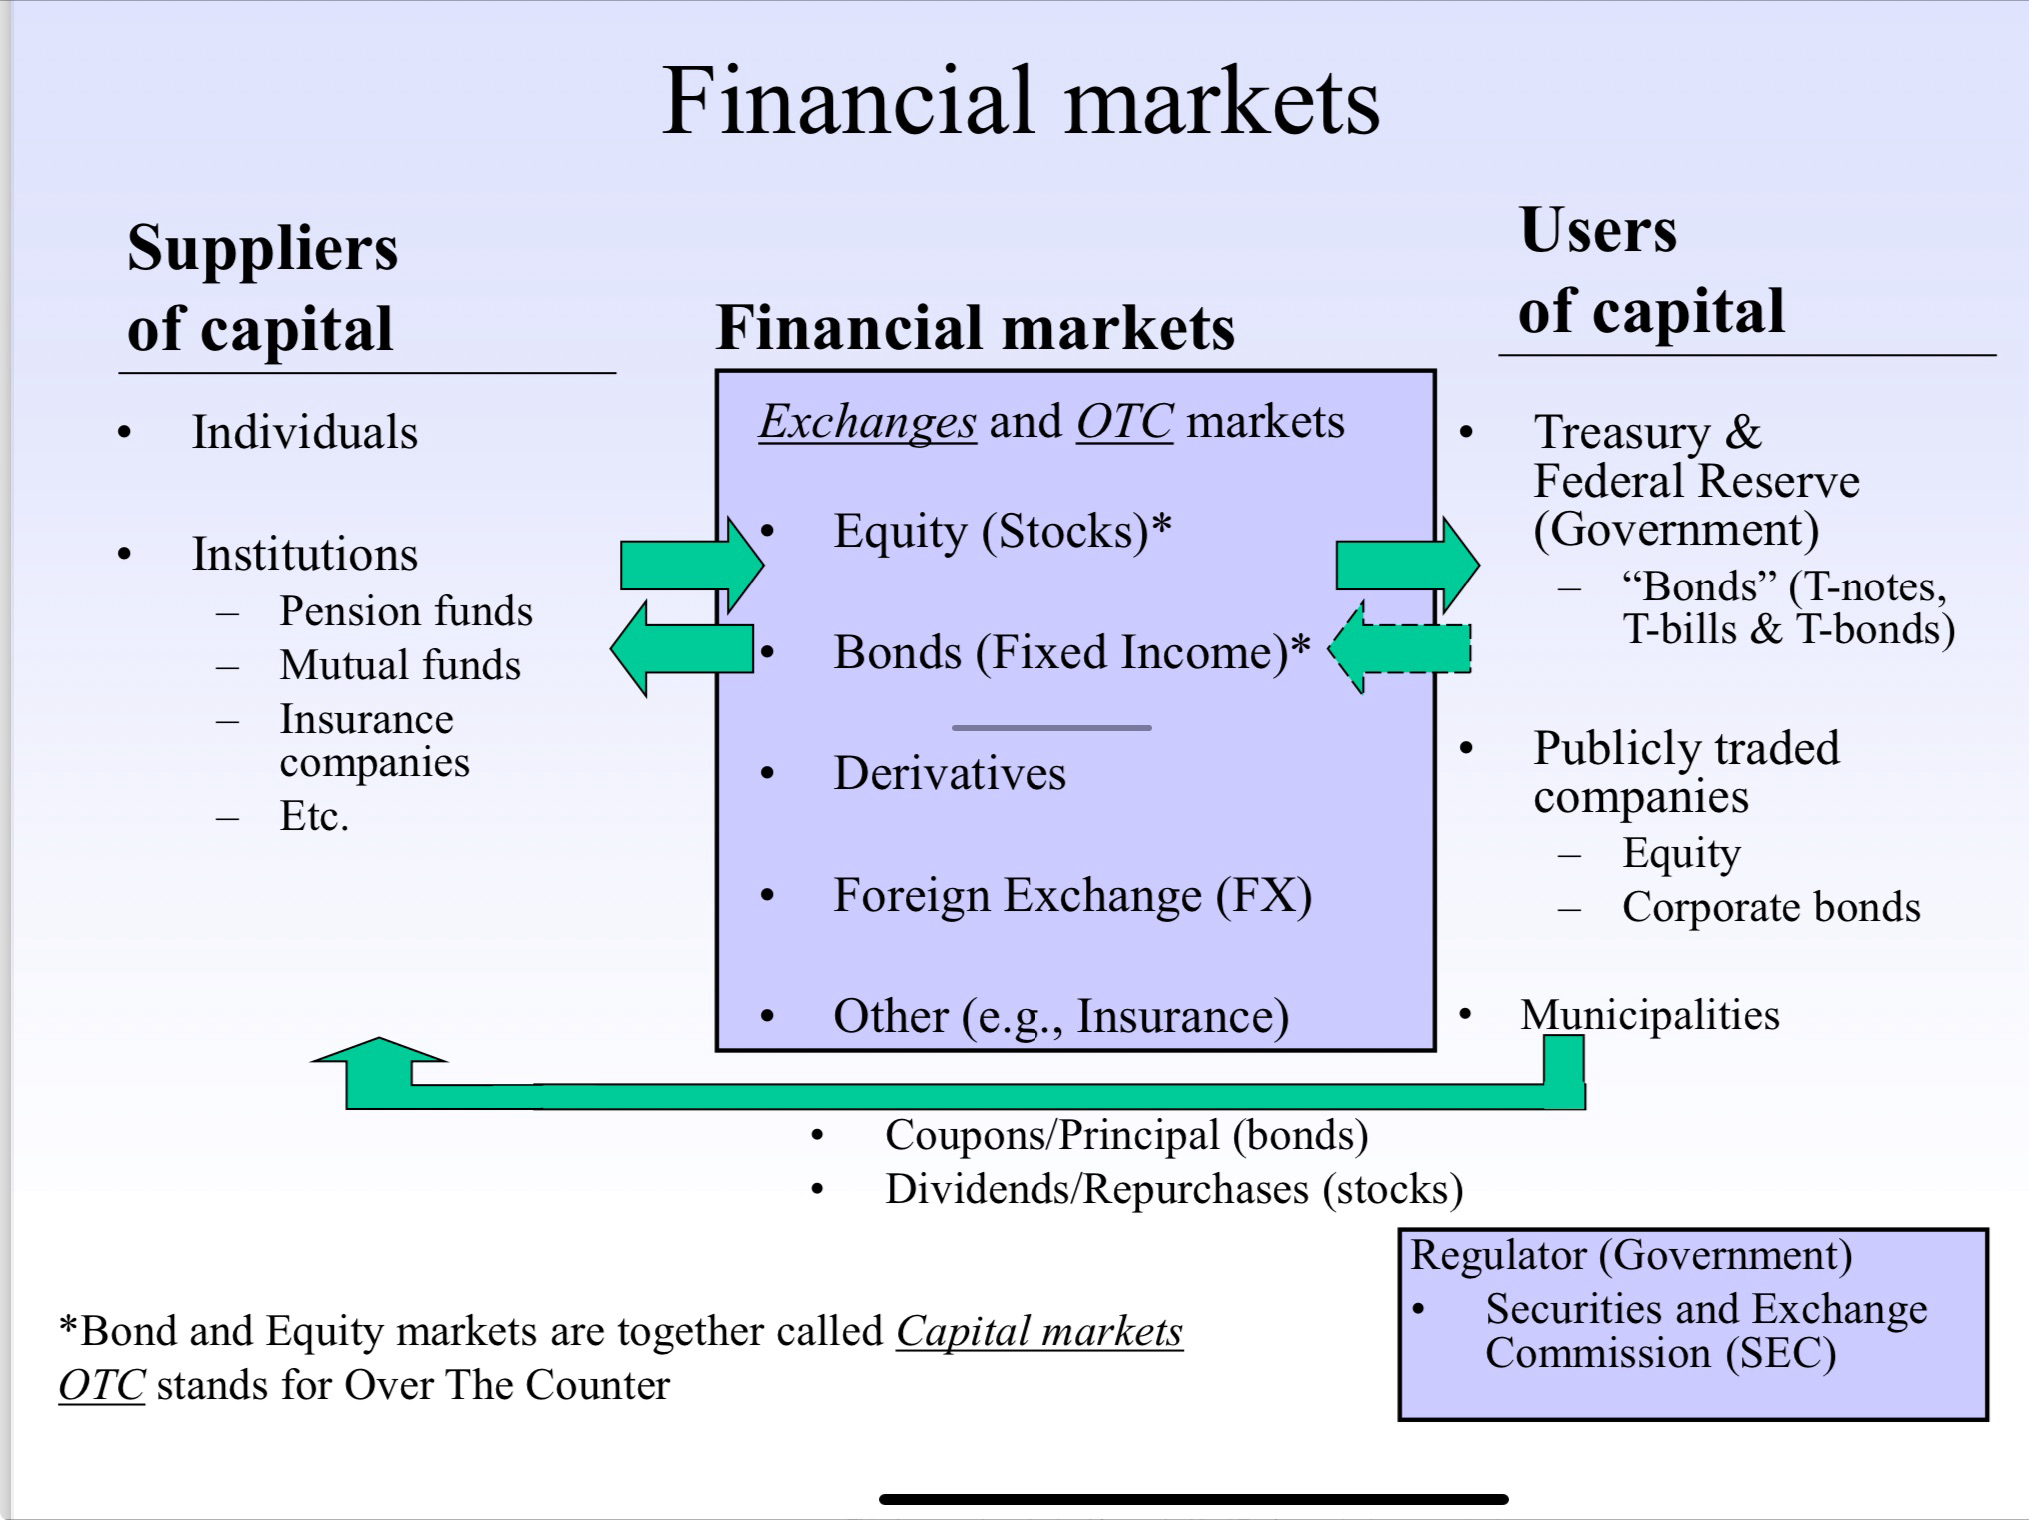 Financial markets
Suppliers
of capital
• Individuals
• Institutions
– Pension funds
– Mutual funds
– Insurance
companies
– Etc.
Financial markets
Exchanges and OTC markets
• Equity (Stocks)*
• Bonds (Fixed Income)*
• Derivatives
• Foreign Exchange (FX)
• Other (e.g., Insurance)
Users
of capital
• Treasury &
Federal Reserve
(Government)
– “Bonds” (T-notes,
T-bills & T-bonds)
• Publicly traded
companies
– Equity
– Corporate bonds
• Municipalities
• Coupons/Principal (bonds)
• Dividends/Repurchases (stocks)
Regulator (Government)
• Securities and Exchange
Commission (SEC)
*Bond and Equity markets are together called Capital markets
OTC stands for Over The Counter